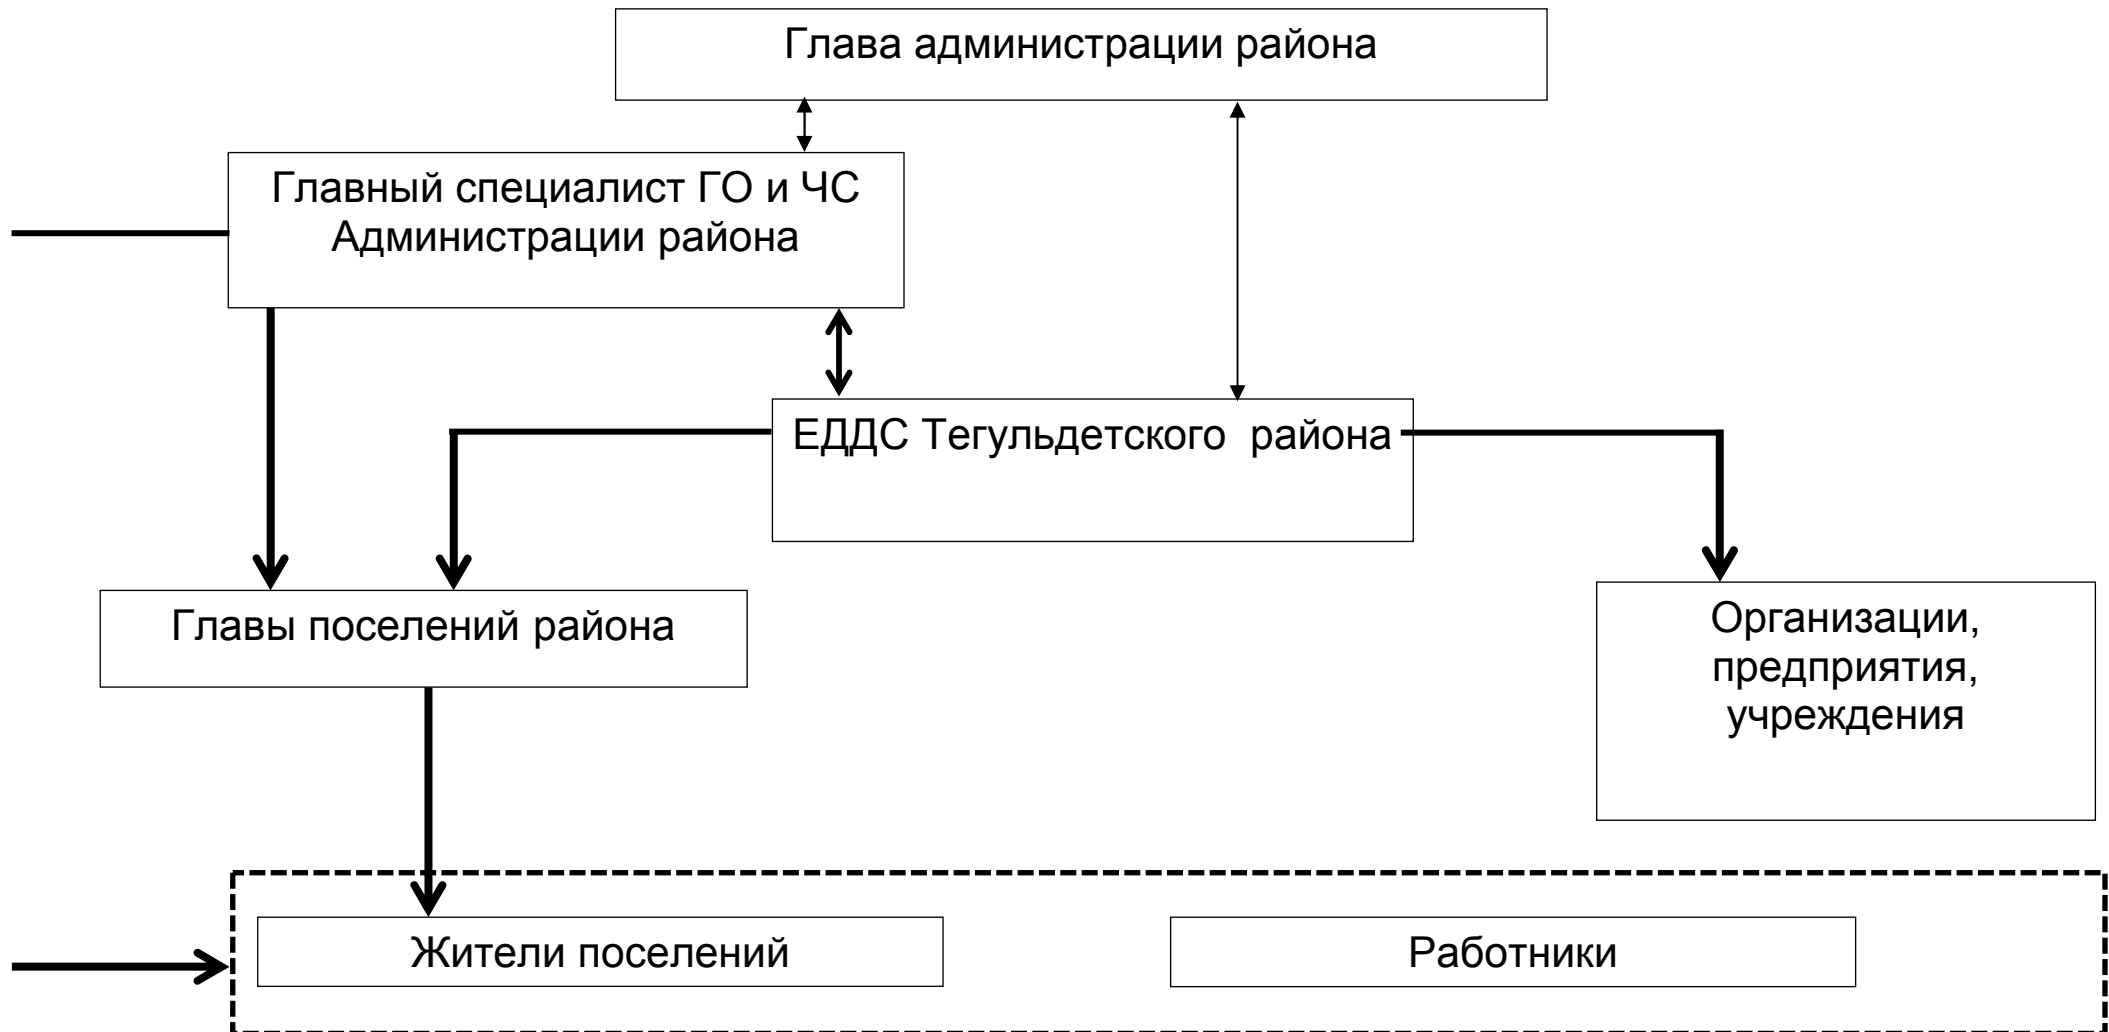 Глава администрации района
Главный специалист ГО и ЧС
Администрации района
ЕДДС Тегульдетского  района
Главы поселений района
Организации,
предприятия,
учреждения
Жители поселений
Работники